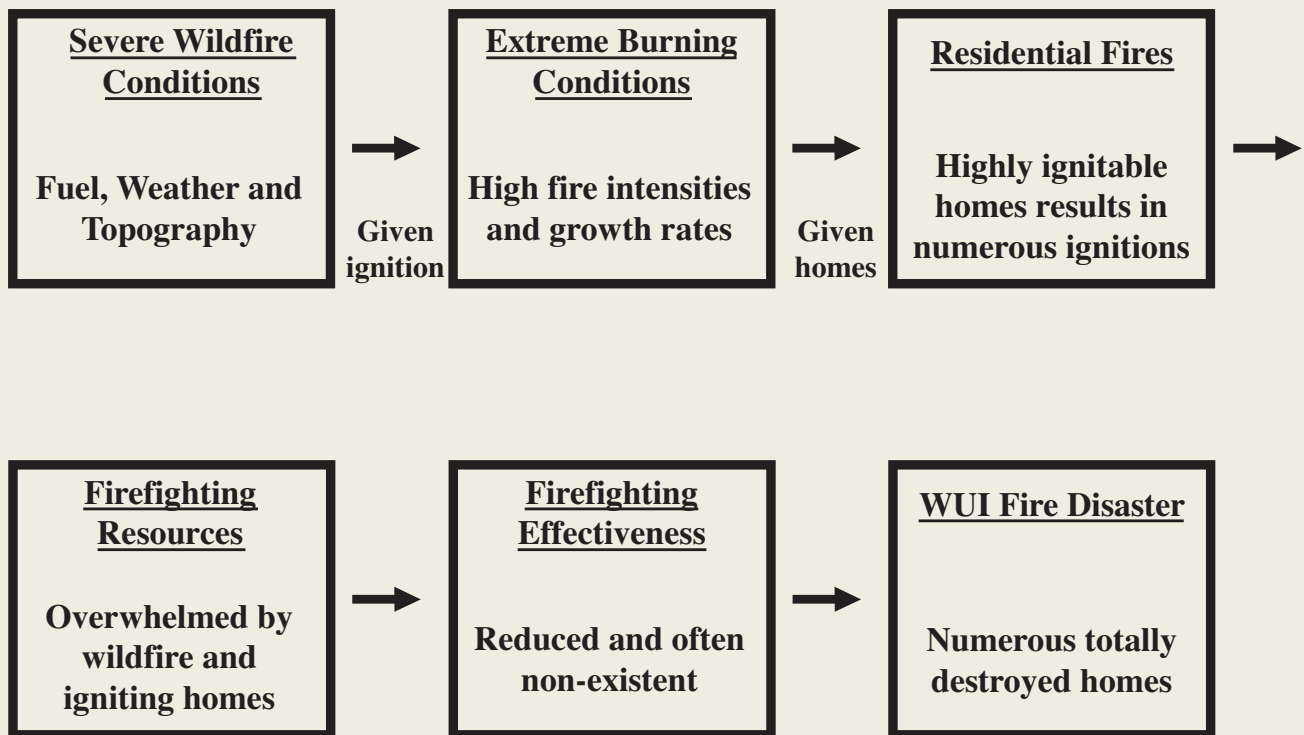 Severe Wildfire
Conditions
Fuel, Weather and
Topography
Given
ignition
Extreme Burning
Conditions
High fire intensities
and growth rates
Given
homes
Residential Fires
Highly ignitable
homes results in
numerous ignitions
Firefighting
Resources
Overwhelmed by
wildfire and
igniting homes
Firefighting
Effectiveness
Reduced and often
non-existent
WUI Fire Disaster
Numerous totally
destroyed homes